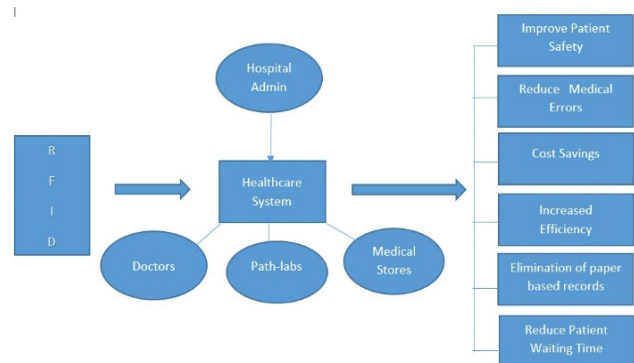 Hospital
Admin
R
F
I
D
Healthcare
System
Doctors
Path-labs
Medical
Stores
Improve Patient
Safety
Reduce Medical
Errors
Cost Savings
Increased
Efficiency
Elimination of paper
based records
Reduce Patient
Waiting Time